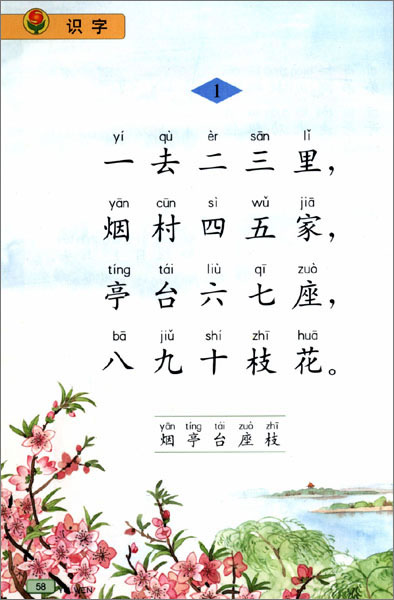 识字
1
yí qù èr sān lǐ
一去二三里，
yān cūn sì wǔ jiā
烟村四五家，
tíng tái liù qī zuò
亭台六七座，
bā jiǔ shí zhī huā
八九十枝花。
yān tíng tái zuò zhī
烟亭台座枝
58